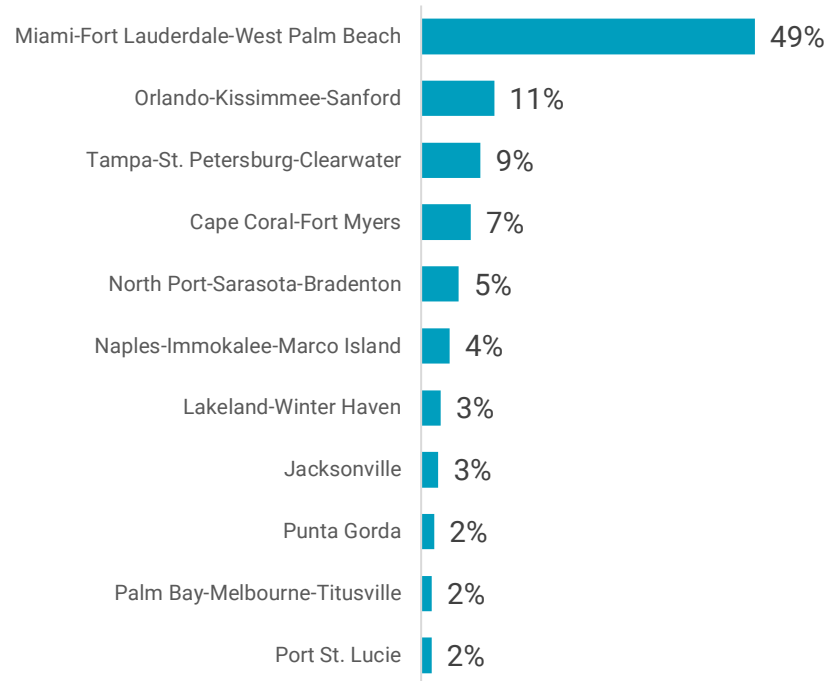 Miami-Fort Lauderdale-West Palm Beach 49%
Orlando-Kissimmee-Sanford 11%
Tampa-St. Petersburg-Clearwater 9%
Cape Coral-Fort Myers 7%
North Port-Sarasota-Bradenton 5%
Naples-Immokalee-Marco Island 4%
Lakeland-Winter Haven 3%
Jacksonville 3%
Punta Gorda 2%
Palm Bay-Melbourne-Titusville 2%
Port St. Lucie 2%